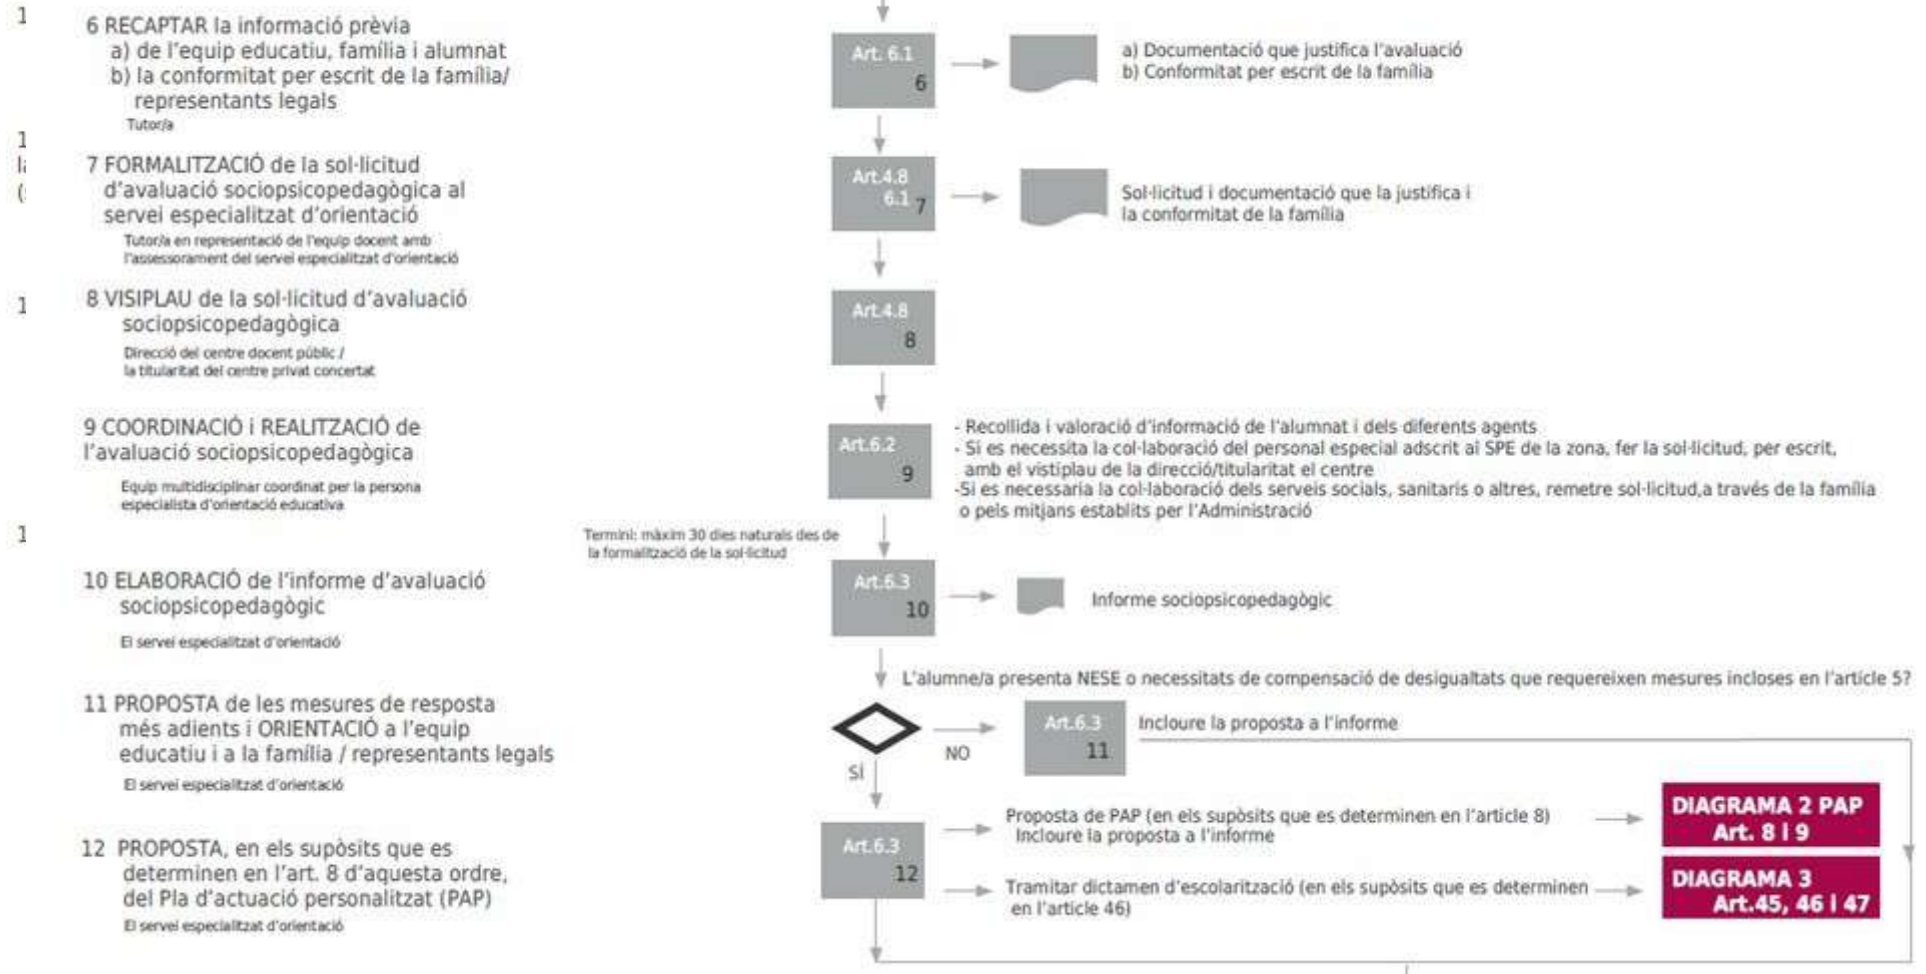 1
6 RECAPTAR la informació prèvia
a) de l'equip educatiu, família i alumnat
b) la conformitat per escrit de la família/
representants legals
Tutor/a
Art. 6.1
6
a) Documentació que justifica l'avaluació
b) Conformitat per escrit de la família
1
la
(
7 FORMALITZACIÓ de la sol·licitud
d'avaluació sociopsicopedagògica al
servei especialitzat d'orientació
Tutor/a en representació de l'equip docent amb
l'assessorament del servei especialitzat d'orientació
Art.4.8
6.1 7
Sol·licitud i documentació que la justifica i
la conformitat de la família
1
8 VISIPLAU de la sol·licitud d'avaluació
sociopsicopedagògica
Direcció del centre docent públic /
la titularitat del centre privat concertat
Art.4.8
8
9 COORDINACIÓ i REALITZACIÓ de
l'avaluació sociopsicopedagògica
Equip multidisciplinar coordinat per la persona
especialista d'orientació educativa
Art.6.2
9
- Recollida i valoració d'informació de l'alumnat i dels diferents agents
- Si es necessita la col·laboració del personal especial adscrit al SPE de la zona, fer la sol·licitud, per escrit,
amb el vistiplau de la direcció/titularitat el centre
-Si es necessaria la col·laboració dels serveis socials, sanitaris o altres, remetre sol·licitud,a través de la família
o pels mitjans establits per l'Administració
1
Termini: màxim 30 dies naturals des de
la formalització de la sol·licitud
10 ELABORACIÓ de l'informe d'avaluació
sociopsicopedagògic
El servei especialitzat d'orientació
Art.6.3
10
Informe sociopsicopedagògic
L'alumne/a presenta NESE o necessitats de compensació de desigualtats que requereixen mesures incloses en l'article 5?
11 PROPOSTA de les mesures de resposta
més adients i ORIENTACIÓ a l'equip
educatiu i a la família / representants legals
El servei especialitzat d'orientació
NO
SÍ
Art.6.3
11
Incloure la proposta a l'informe
12 PROPOSTA, en els supòsits que es
determinen en l'art. 8 d'aquesta ordre,
del Pla d'actuació personalitzat (PAP)
El servei especialitzat d'orientació
Art.6.3
12
Proposta de PAP (en els supòsits que es determinen en l'article 8)
Incloure la proposta a l'informe
DIAGRAMA 2 PAP
Art. 8 i 9
Tramitar dictamen d'escolarització (en els supòsits que es determinen
en l'article 46)
DIAGRAMA 3
Art.45, 46 i 47